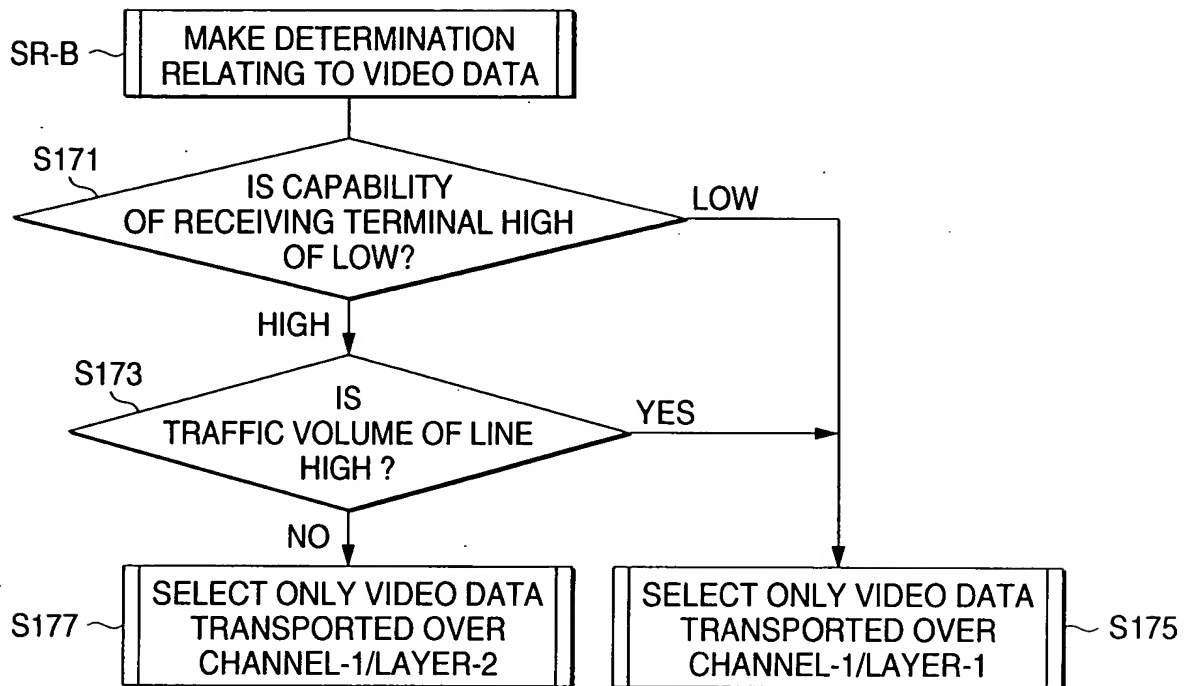 SR-B
MAKE DETERMINATION
RELATING TO VIDEO DATA
S171
IS CAPABILITY
OF RECEIVING TERMINAL HIGH
OF LOW?
LOW
HIGH
S173
IS
TRAFFIC VOLUME OF LINE
HIGH ?
YES
NO
S177
SELECT ONLY VIDEO DATA
TRANSPORTED OVER
CHANNEL-1/LAYER-2
SELECT ONLY VIDEO DATA
TRANSPORTED OVER
CHANNEL-1/LAYER-1
S175